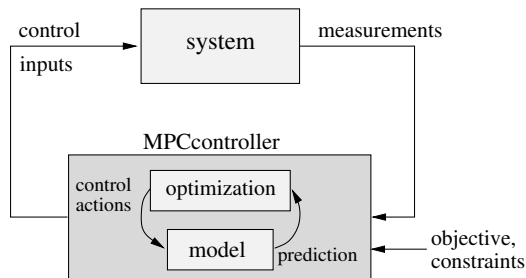 control
inputs
system
measurements
MPCcontroller
control
actions
optimization
model
prediction
objective,
constraints